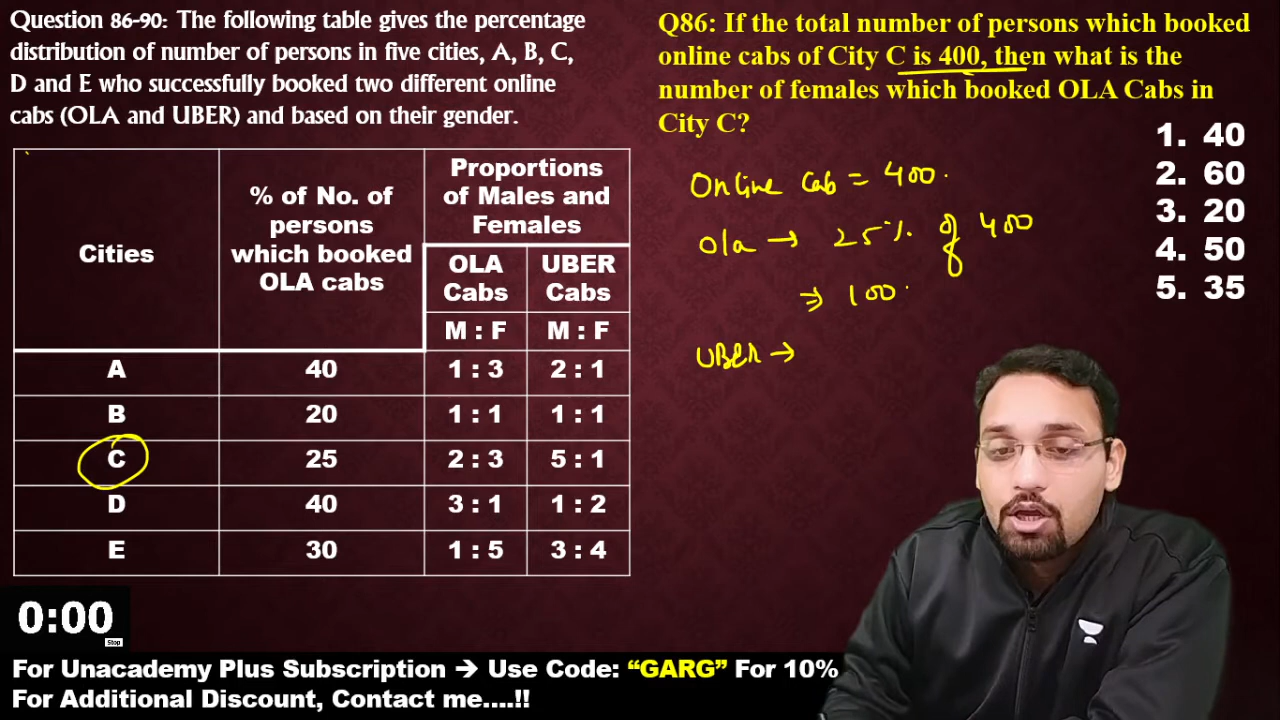 Question 86-90: The following table gives the percentage
distribution of number of persons in five cities, A, B, C,
D and E who successfully booked two different online
cabs (OLA and UBER) and based on their gender.
Cities
% of No. of
persons
which booked
OLA cabs
Proportions
of Males and
Females
OLA
Cabs
UBER
Cabs
M : F
M : F
A 40 1 : 3 2 : 1
B 20 1 : 1 1 : 1
C 25 2 : 3 5 : 1
D 40 3 : 1 1 : 2
E 30 1 : 5 3 : 4
Q86: If the total number of persons which booked
online cabs of City C is 400, then what is the
number of females which booked OLA Cabs in
City C?
1. 40
2. 60
3. 20
4. 50
5. 35
Online Cab = 400.
Ola → 25% of 400
⇒ 100.
UBER →
0:00
Stop
For Unacademy Plus Subscription → Use Code: “GARG” For 10%
For Additional Discount, Contact me....!!